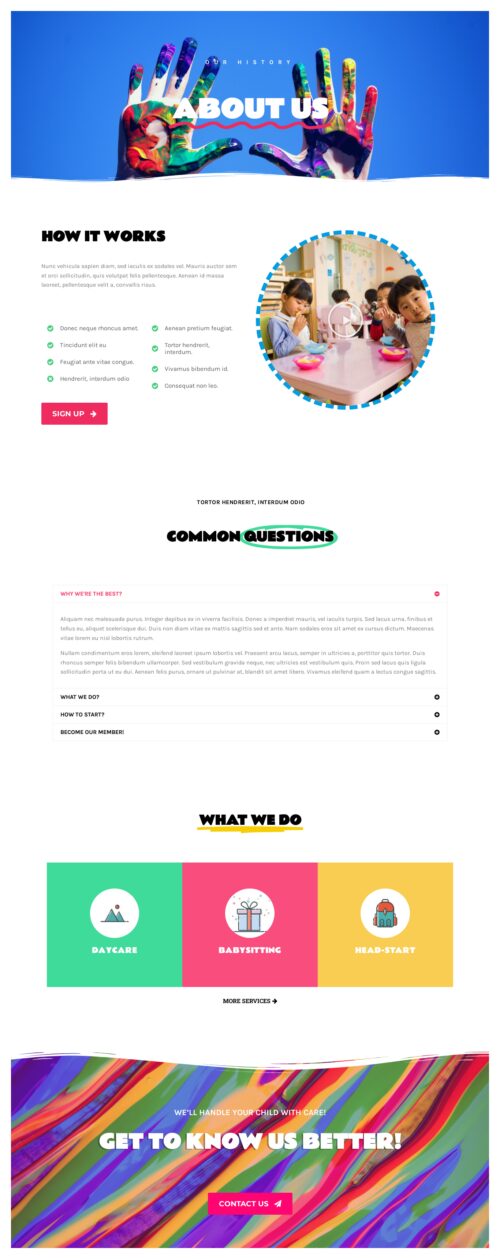 OUR HISTORY
ABOUT US
HOW IT WORKS
Nunc vehicula sapien diam, sed iaculis ex sodales vel. Mauris auctor sem
et orci sollicitudin, quis volutpat felis pellentesque. Aenean id massa
laoreet, pellentesque velit a, convallis risus.
Donec neque rhoncus amet.
Tincidunt elit eu
Feugiat ante vitae congue.
Hendrerit, interdum odio
Aenean pretium feugiat.
Tortor hendrerit,
interdum.
Vivamus bibendum id
Consequat non leo.
SIGN UP
TORTOR HENDRERIT, INTERDUM ODIO
COMMON QUESTIONS
WHY WE'RE THE BEST?
Aliquam nec malesuada purus. Integer dapibus ex in viverra facilisis. Donec a imperdiet mauris, vel iaculis turpis. Sed lacus urna, finibus et
tellus eu, aliquet scelerisque dui. Duis non diam vitae ex mattis sagittis sed et ante. Nam sodales eros sit amet ex cursus dictum. Maecenas
vitae lorem eu nisl lobortis rutrum.
Nullam condimentum eros lorem, eleifend laoreet ipsum lobortis vel. Praesent arcu lacus, semper in ultricies a, porttitor quis tortor. Duis
rhoncus semper felis bibendum ullamcorper. Sed vestibulum gravida neque, nec ultricies est vestibulum quis. Proin sed lacus quis ligula
sollicitudin porta ut eu dui. Aenean felis purus, ornare ut pulvinar at, blandit sit amet libero. Vivamus eleifend quam a lectus congue sagittis.
WHAT WE DO?
HOW TO START?
BECOME OUR MEMBER!
WHAT WE DO
DAYCARE
BABYSITTING
HEAD-START
MORE SERVICES
WE'LL HANDLE YOUR CHILD WITH CARE!
GET TO KNOW US BETTER!
CONTACT US